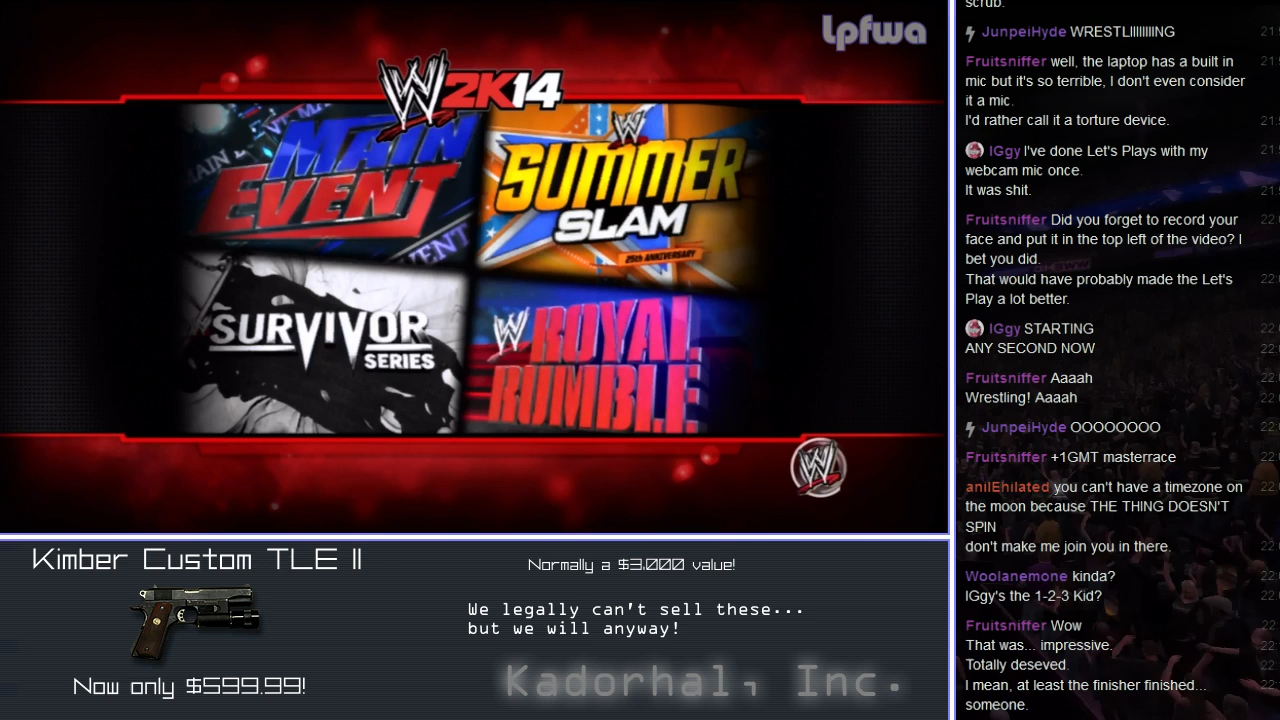 lpfwa
W 2K14
MAIN
EVENT
W
SUMMER
SLAM
25th ANNIVERSARY
SURVIVOR
SERIES
W
ROYAL
RUMBLE
W
Kimber Custom TLE II
Now only $599.99!
Normally a $3,000 value!
We legally can't sell these...
but we will anyway!
Kadorhal, Inc.
scrub.
JunpeiHyde WRESTLIIIIIIIING
Fruitsniffer well, the laptop has a built in
mic but it's so terrible, I don't even consider
it a mic.
I'd rather call it a torture device.
IGgy I've done Let's Plays with my
webcam mic once.
It was shit.
Fruitsniffer Did you forget to record your
face and put it in the top left of the video? I
bet you did.
That would have probably made the Let's
Play a lot better.
IGgy STARTING
ANY SECOND NOW
Fruitsniffer Aaaah
Wrestling! Aaaah
JunpeiHyde OOOOOOOO
Fruitsniffer +1GMT masterrace
anilEhilated you can't have a timezone on
the moon because THE THING DOESN'T
SPIN
don't make me join you in there.
Woolanemone kinda?
IGgy's the 1-2-3 Kid?
Fruitsniffer Wow
That was... impressive.
Totally deseved.
I mean, at least the finisher finished...
someone.